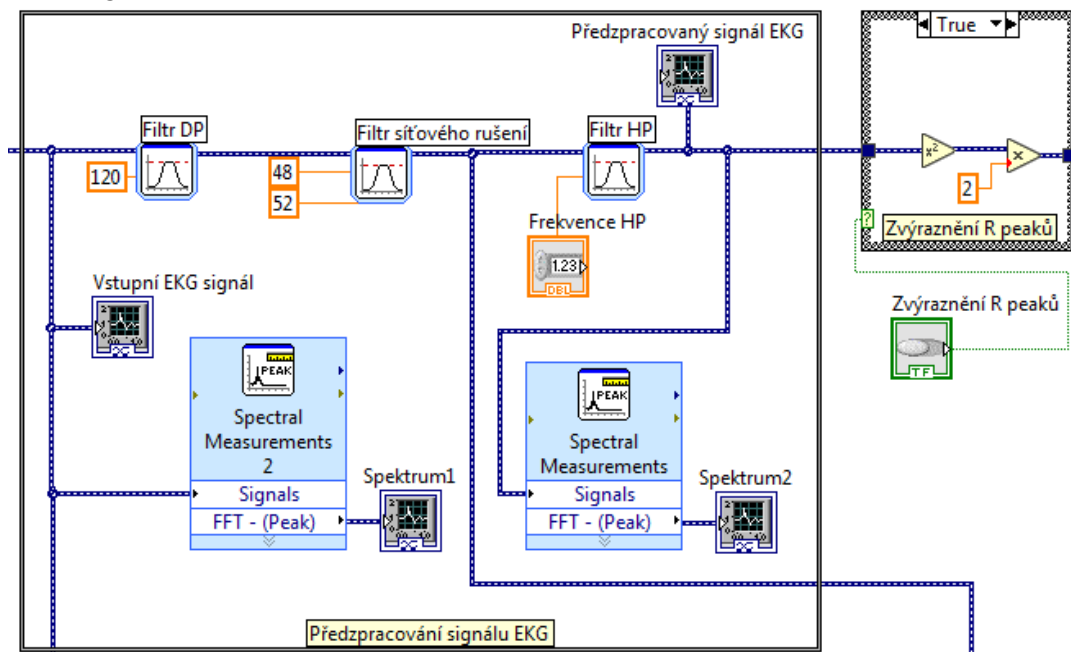 Předzpracovaný signál EKG
True
Filtr DP
Filtr síťového rušení
Filtr HP
120
48
52
2
Frekvence HP
1.23
DBL
Zvýraznění R peaků
x²
x
?
Vstupní EKG signál
Zvýraznění R peaků
TF
PEAK
Spectral
Measurements
2
Signals
FFT - (Peak)
Spektrum1
PEAK
Spectral
Measurements
Signals
FFT - (Peak)
Spektrum2
Předzpracování signálu EKG